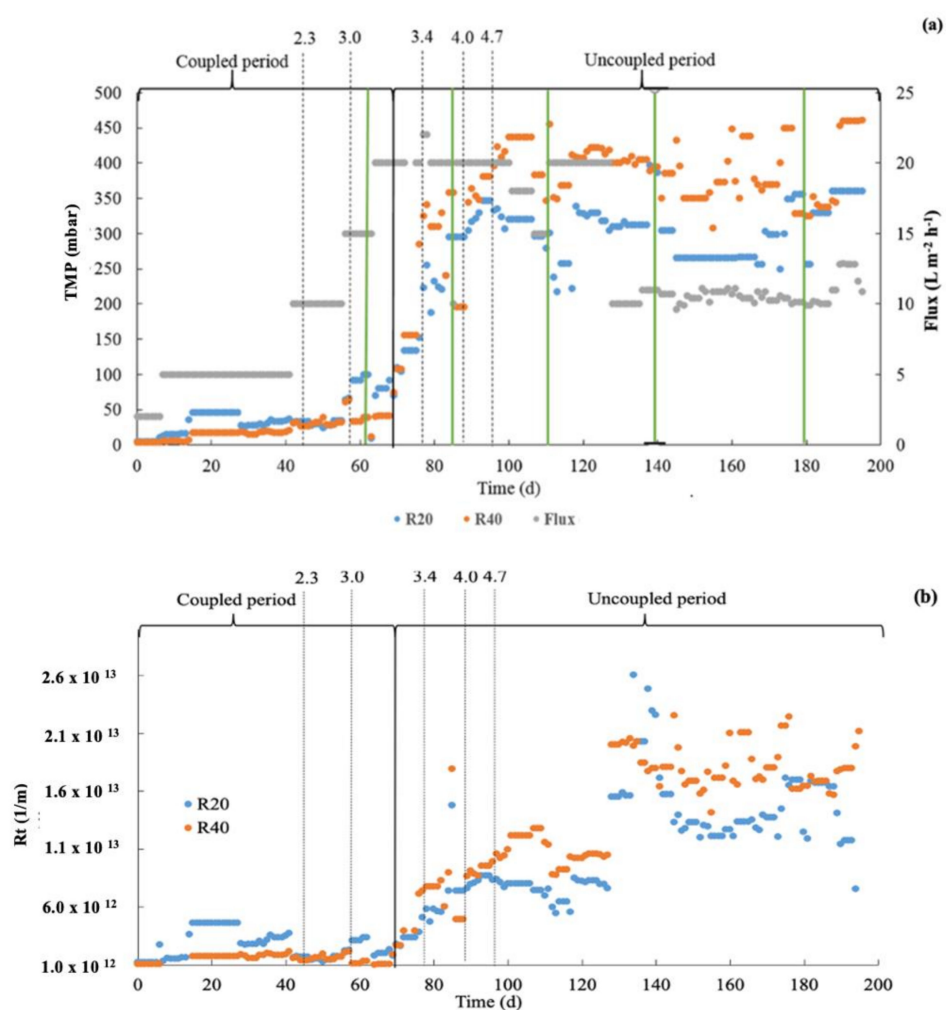 (a)
2.3 3.0 3.4 4.0 4.7
Coupled period Uncoupled period
500 25
450
400 20
350
300 15
250
200 10
150
100 5
50
0 0
TMP (mbar)
Flux (L m⁻² h⁻¹)
0 20 40 60 80 100 120 140 160 180 200
Time (d)
R20 R40 Flux
2.3 3.0 3.4 4.0 4.7
(b)
Coupled period Uncoupled period
2.6 x 10 ¹³
2.1 x 10 ¹³
1.6 x 10 ¹³
1.1 x 10 ¹³
6.0 x 10 ¹²
1.0 x 10 ¹²
Rt (1/m)
R20
R40
0 20 40 60 80 100 120 140 160 180 200
Time (d)